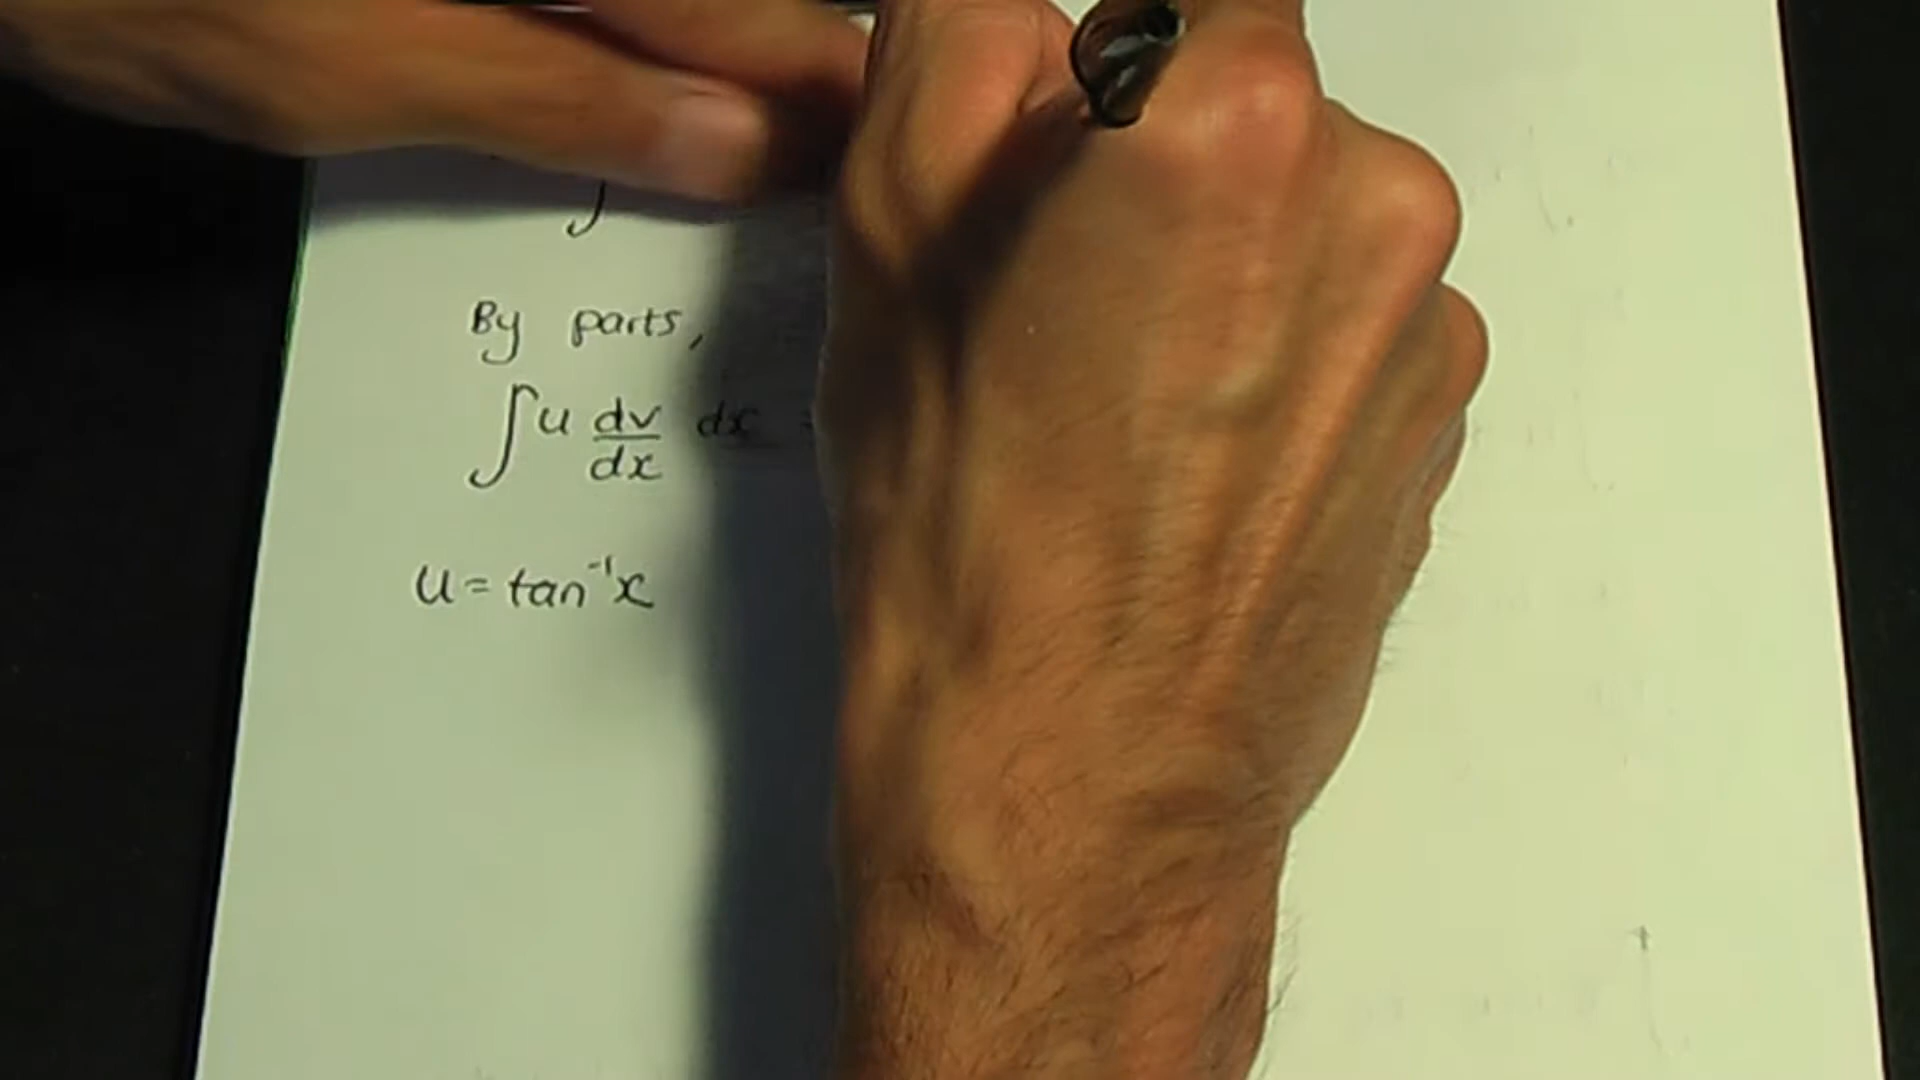 ∫
By parts,
∫ u dv/dx dx =
u = tan⁻¹x